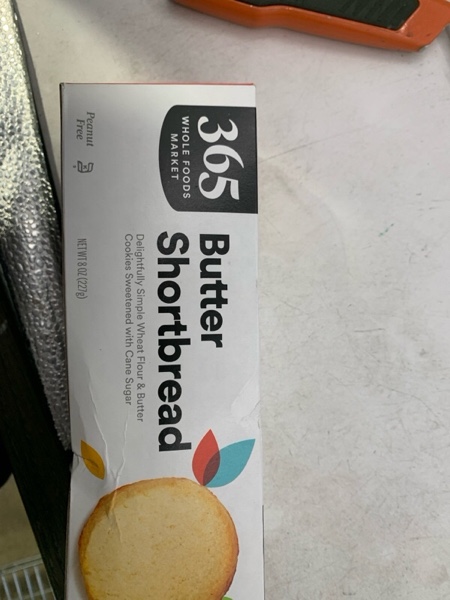 365
WHOLE FOODS
MARKET
Butter
Shortbread
Delightfully Simple Wheat Flour & Butter
Cookies Sweetened with Cane Sugar
Peanut
Free
NET WT 8 OZ (227g)